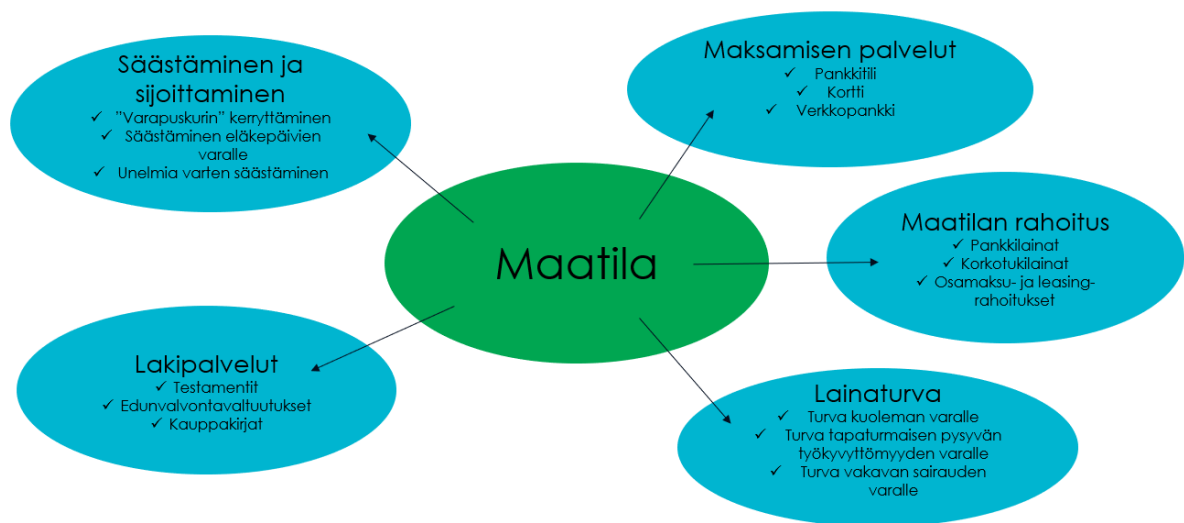 Säästäminen ja
sijoittaminen
✓ "Varapuskurin" kerryttäminen
✓ Säästäminen eläkepäivien
varalle
✓ Unelmia varten säästäminen
Maksamisen palvelut
✓ Pankkitili
✓ Kortti
✓ Verkkopankki
Maatila
Maatilan rahoitus
✓ Pankkilainat
✓ Korkotukilainat
✓ Osamaksu- ja leasing-
rahoitukset
Lakipalvelut
✓ Testamentit
✓ Edunvalvontavaltuutukset
✓ Kauppakirjat
Lainaturva
✓ Turva kuoleman varalle
✓ Turva tapaturmaisen pysyvän
työkyvyttömyyden varalle
✓ Turva vakavan sairauden
varalle